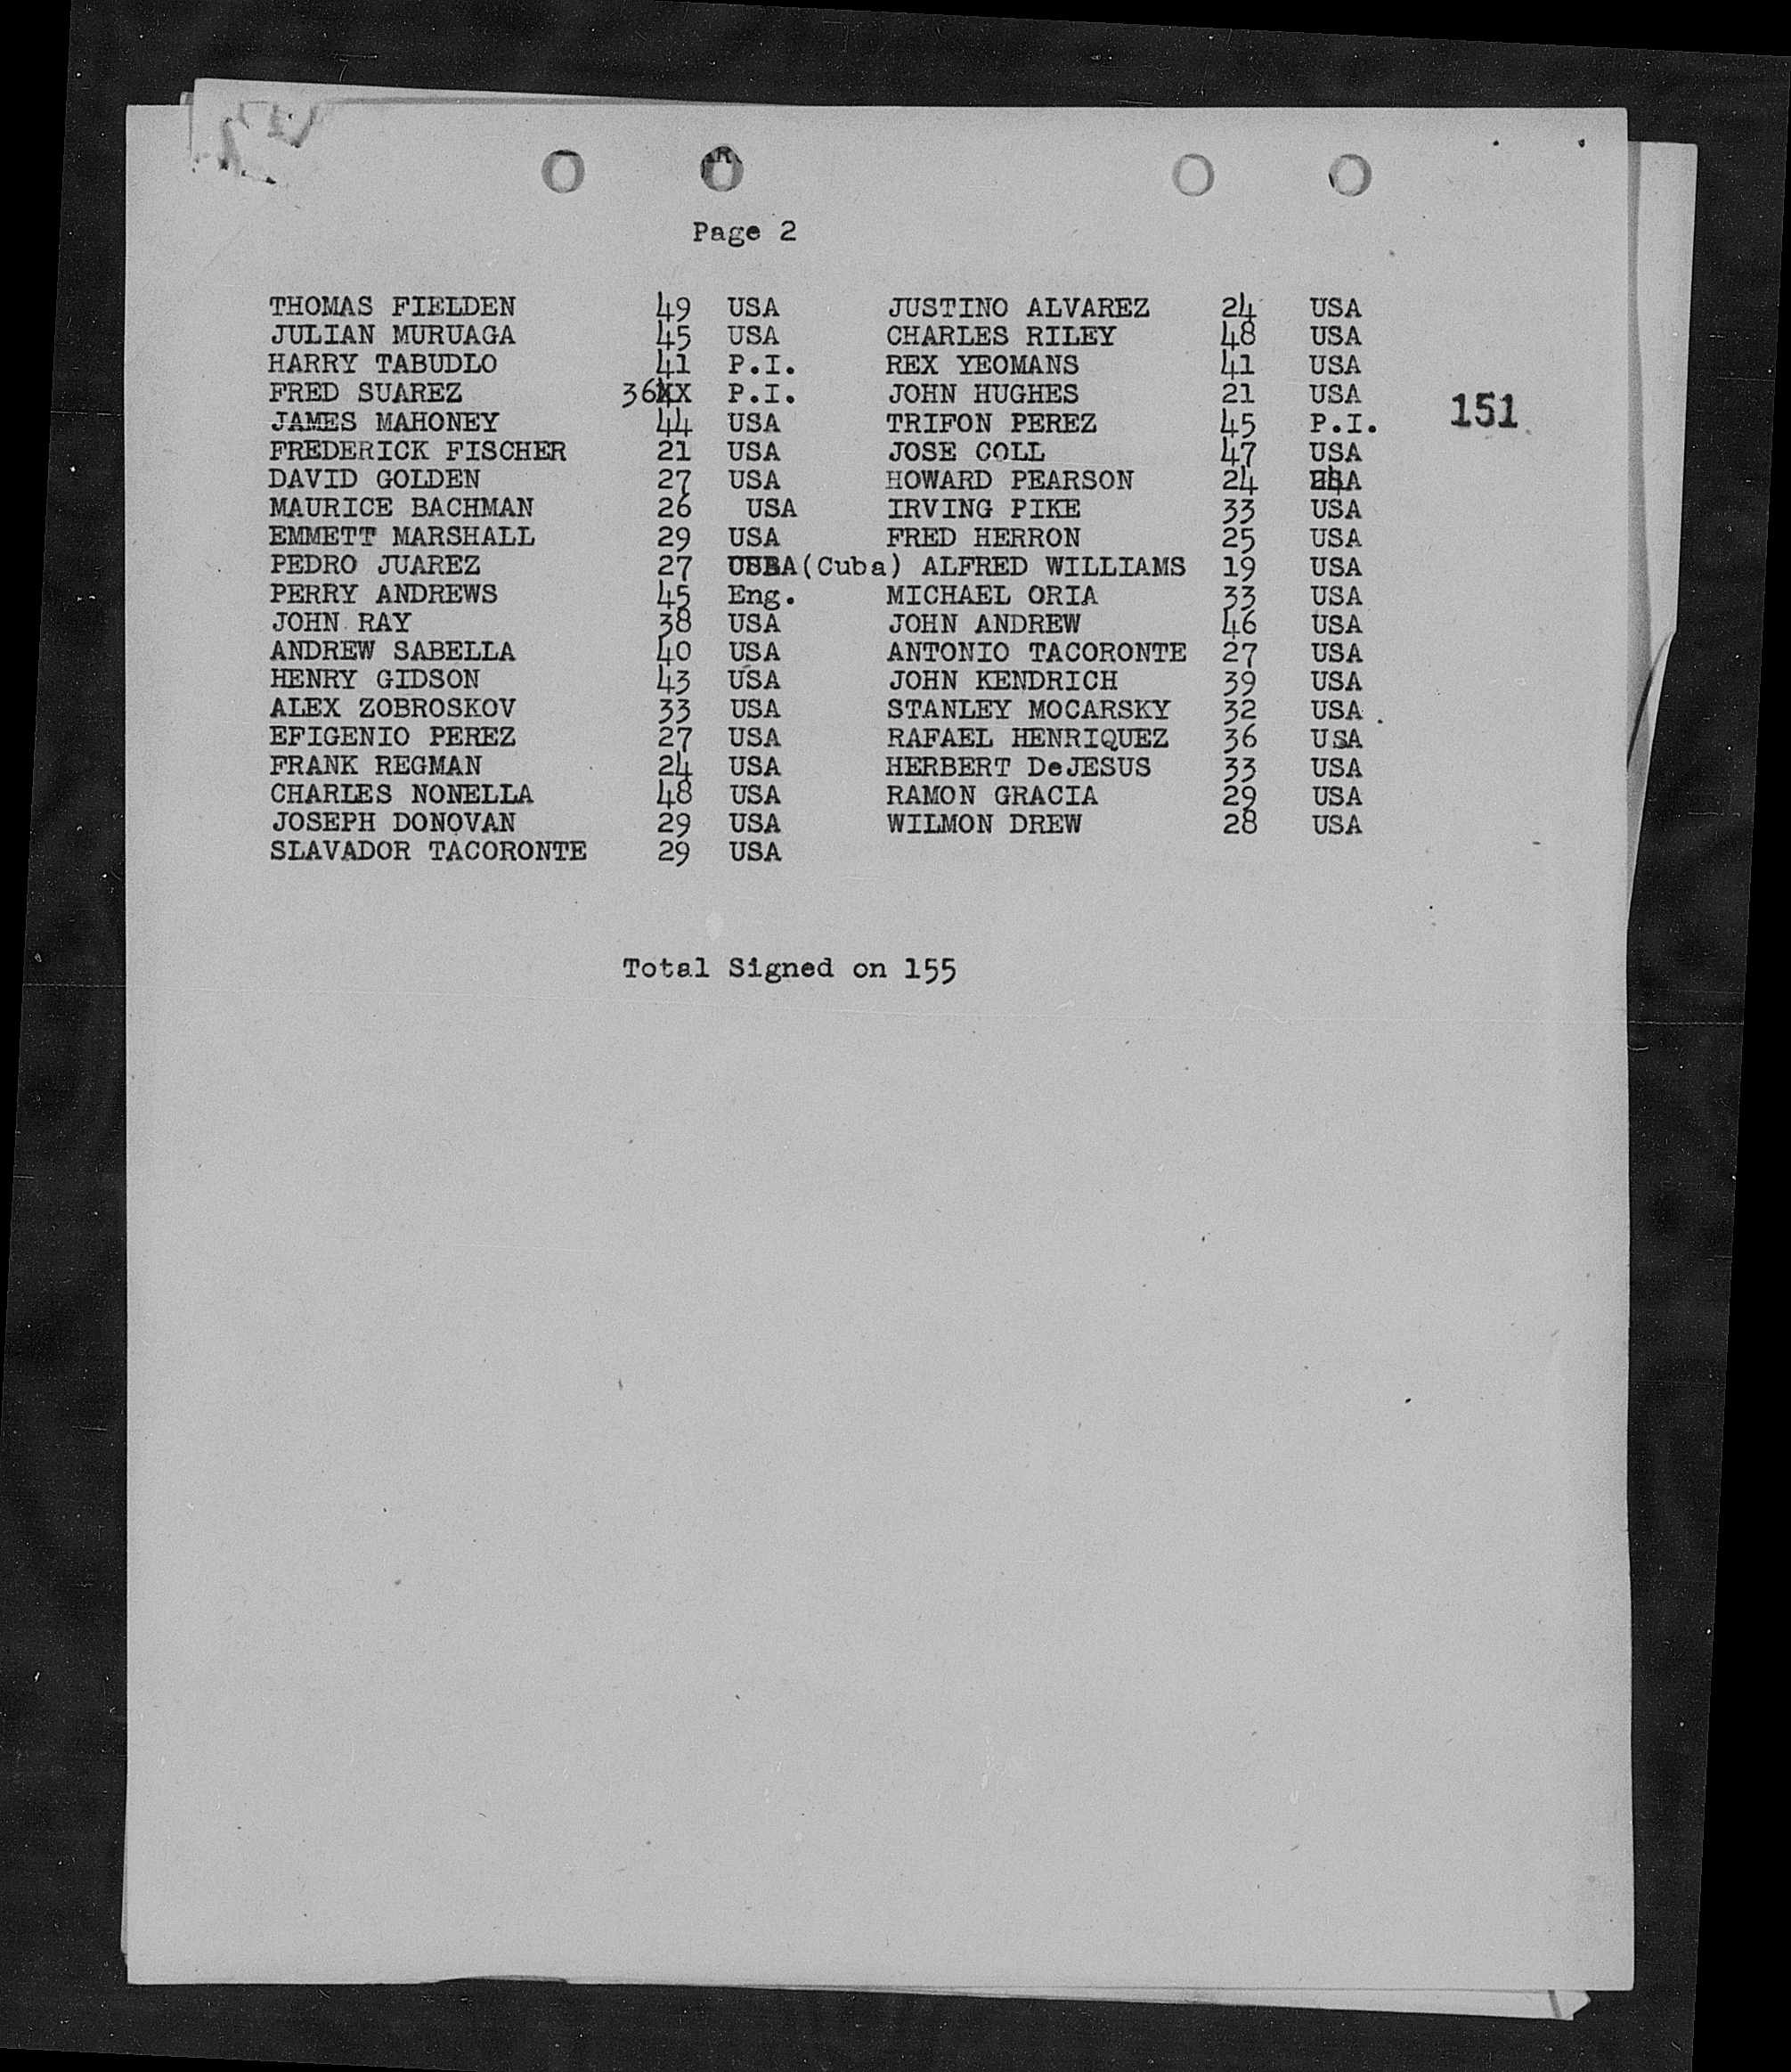 Page 2
THOMAS FIELDEN 49 USA JUSTINO ALVAREZ 24 USA
JULIAN MURUAGA 45 USA CHARLES RILEY 48 USA
HARRY TABUDLO 41 P.I. REX YEOMANS 41 USA
FRED SUAREZ 36XX P.I. JOHN HUGHES 21 USA
151
JAMES MAHONEY 44 USA TRIFON PEREZ 45 P.I.
FREDERICK FISCHER 21 USA JOSE COLL 47 USA
DAVID GOLDEN 27 USA HOWARD PEARSON 24 USA
MAURICE BACHMAN 26 USA IRVING PIKE 33 USA
EMMETT MARSHALL 29 USA FRED HERRON 25 USA
PEDRO JUAREZ 27 (Cuba) ALFRED WILLIAMS 19 USA
PERRY ANDREWS 45 Eng. MICHAEL ORIA 33 USA
JOHN RAY 38 USA JOHN ANDREW 46 USA
ANDREW SABELLA 40 USA ANTONIO TACORONTE 27 USA
HENRY GIDSON 43 USA JOHN KENDRICH 39 USA
ALEX ZOBROSKOV 33 USA STANLEY MOCARSKY 32 USA
EFIGENIO PEREZ 27 USA RAFAEL HENRIQUEZ 36 USA
FRANK REGMAN 24 USA HERBERT DeJESUS 33 USA
CHARLES NONELLA 48 USA RAMON GRACIA 29 USA
JOSEPH DONOVAN 29 USA WILMON DREW 28 USA
SLAVADOR TACORONTE 29 USA
Total Signed on 155